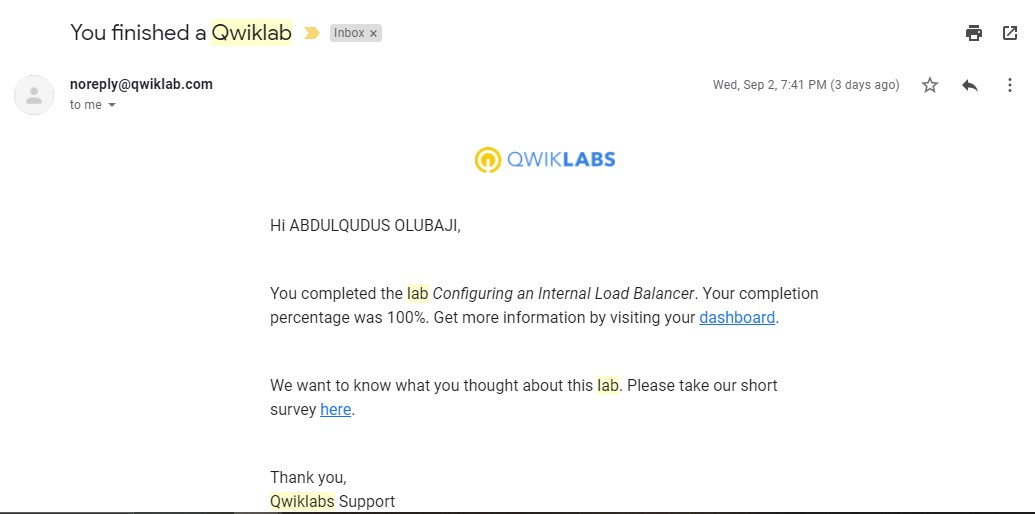 You finished a Qwiklab
Inbox ×
noreply@qwiklab.com
Wed, Sep 2, 7:41 PM (3 days ago)
to me
QWIKLABS
Hi ABDULQUDUS OLUBAJI,
You completed the lab Configuring an Internal Load Balancer. Your completion
percentage was 100%. Get more information by visiting your dashboard.
We want to know what you thought about this lab. Please take our short
survey here.
Thank you,
Qwiklabs Support